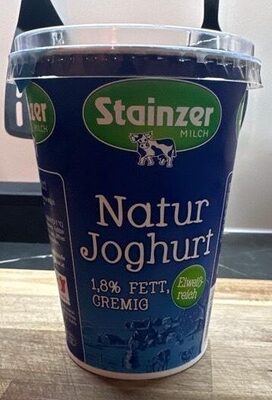 Stainzer
MILCH
Natur
Joghurt
1,8% FETT,
CREMIG
Eiweiß-
reich